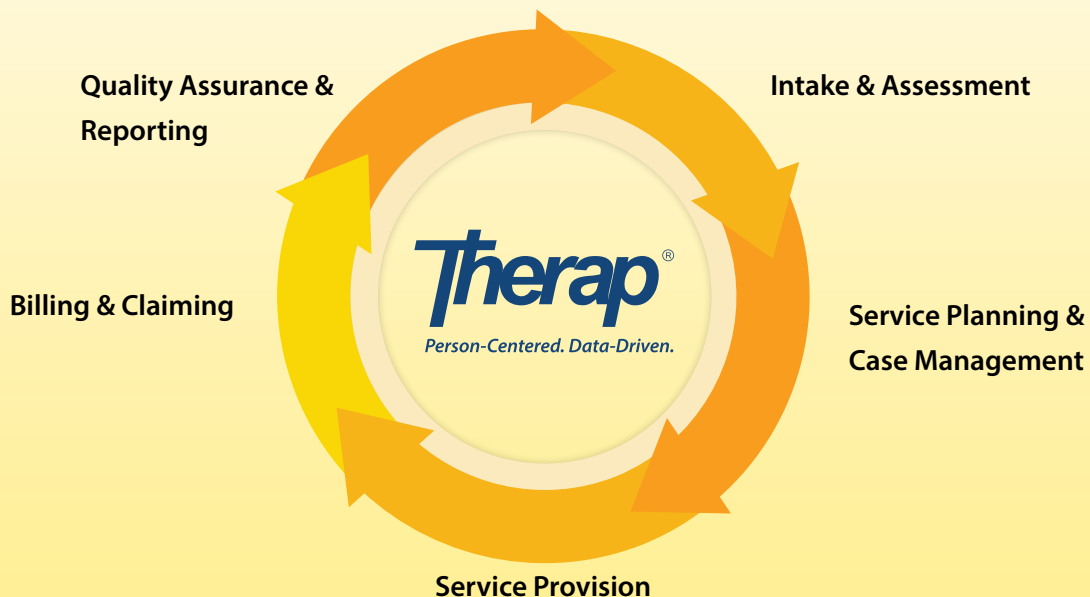 Quality Assurance &
Reporting
Intake & Assessment
Therap®
Person-Centered. Data-Driven.
Billing & Claiming
Service Planning &
Case Management
Service Provision